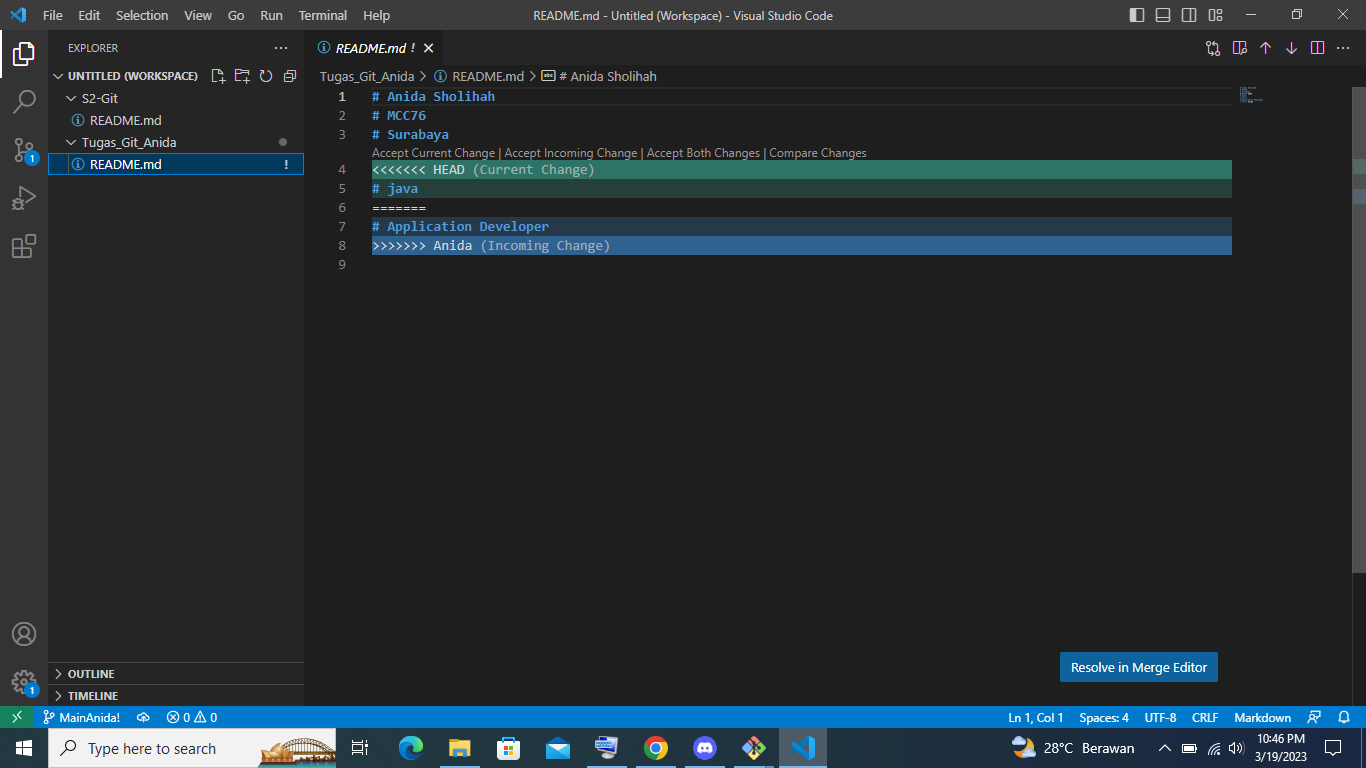 File Edit Selection View Go Run Terminal Help
README.md - Untitled (Workspace) - Visual Studio Code
EXPLORER
UNTITLED (WORKSPACE)
S2-Git
README.md
Tugas_Git_Anida
README.md !
OUTLINE
TIMELINE
README.md !
Tugas_Git_Anida > README.md > # Anida Sholihah
1 # Anida Sholihah
2 # MCC76
3 # Surabaya
Accept Current Change | Accept Incoming Change | Accept Both Changes | Compare Changes
4 <<<<<<< HEAD (Current Change)
5 # java
6 =======
7 # Application Developer
8 >>>>>>> Anida (Incoming Change)
9
Resolve in Merge Editor
1
1
MainAnida! 0 0 Ln 1, Col 1 Spaces: 4 UTF-8 CRLF Markdown
Type here to search
28°C Berawan
10:46 PM
3/19/2023